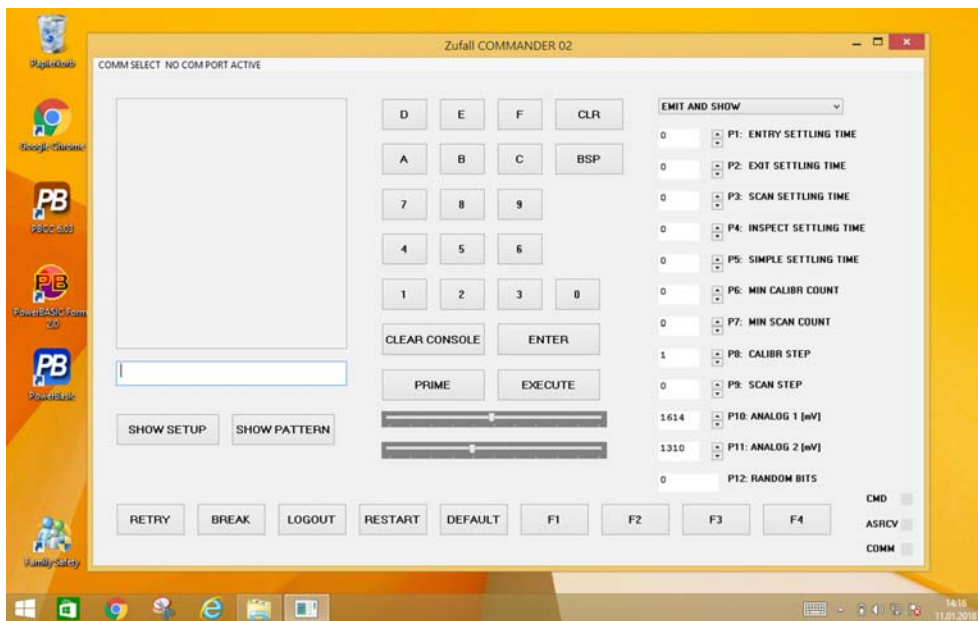 Papierkorb
Google Chrome
PB
PBCC 6.03
PB
PowerBASIC Form
2.0
PB
PowerBasic
Family Safety
Zufall COMMANDER 02
COMM SELECT NO COM PORT ACTIVE
D E F CLR
A B C BSP
7 8 9
4 5 6
1 2 3 0
CLEAR CONSOLE ENTER
PRIME EXECUTE
SHOW SETUP SHOW PATTERN
EMIT AND SHOW
0 P1: ENTRY SETTLING TIME
0 P2: EXIT SETTLING TIME
0 P3: SCAN SETTLING TIME
0 P4: INSPECT SETTLING TIME
0 P5: SIMPLE SETTLING TIME
0 P6: MIN CALIBR COUNT
0 P7: MIN SCAN COUNT
1 P8: CALIBR STEP
0 P9: SCAN STEP
1614 P10: ANALOG 1 [mV]
1310 P11: ANALOG 2 [mV]
0 P12: RANDOM BITS
RETRY BREAK LOGOUT RESTART DEFAULT F1 F2 F3 F4
CMD
ASRCV
COMM
14:16
11.01.2018